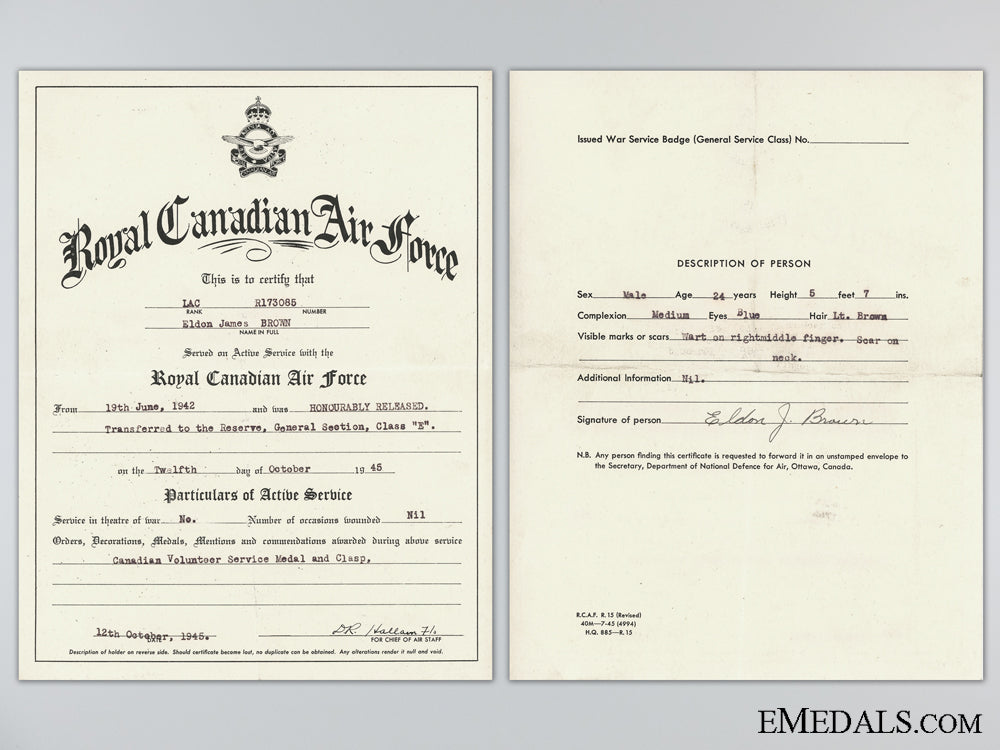 Royal Canadian Air Force
This is to certify that
LAC R173085
RANK NUMBER
Eldon James BROWN
NAME IN FULL
Served on Active Service with the
Royal Canadian Air Force
From 19th June, 1942 and was HONOURABLY RELEASED.
Transferred to the Reserve, General Section, Class "E".
on the Twelfth day of October 19 45
Particulars of Active Service
Service in theatre of war No. Number of occasions wounded Nil
Orders, Decorations, Medals, Mentions and commendations awarded during above service
Canadian Volunteer Service Medal and Clasp,
12th October, 1945.
DATE
DR. Hallam F/o
FOR CHIEF OF AIR STAFF
Description of holder on reverse side. Should certificate become lost, no duplicate can be obtained. Any alterations render it null and void.
Issued War Service Badge (General Service Class) No.
DESCRIPTION OF PERSON
Sex Male Age 24 years Height 5 feet 7 ins.
Complexion Medium Eyes Blue Hair Lt. Brown
Visible marks or scars Wart on rightmiddle finger. Scar on
neck.
Additional Information Nil.
Signature of person Eldon J. Brown
N.B. Any person finding this certificate is requested to forward it in an unstamped envelope to
the Secretary, Department of National Defence for Air, Ottawa, Canada.
R.C.A.F. R.15 (Revised)
40M—7-45 (4994)
H.Q. 885—R.15
EMEDALS.COM